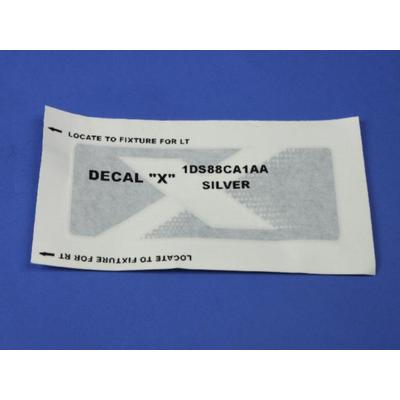 LOCATE TO FIXTURE FOR LT
DECAL "X" 1DS88CA1AA
SILVER
LOCATE TO FIXTURE FOR RT